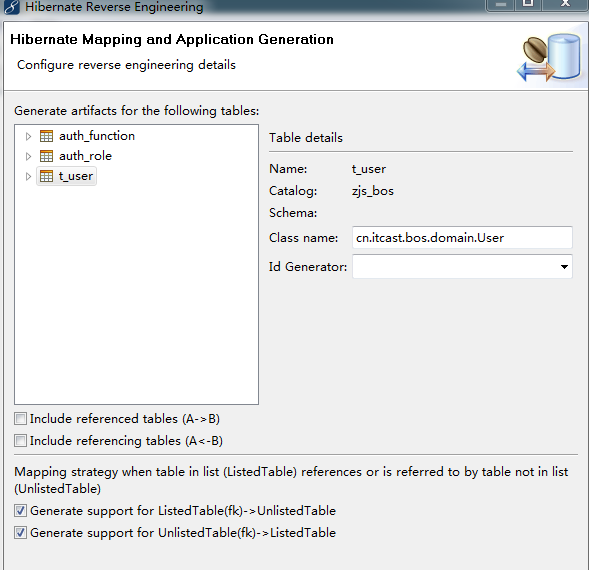 Hibernate Reverse Engineering
Hibernate Mapping and Application Generation
Configure reverse engineering details
Generate artifacts for the following tables:
auth_function
auth_role
t_user
Table details
Name: t_user
Catalog: zjs_bos
Schema:
Class name: cn.itcast.bos.domain.User
Id Generator:
Include referenced tables (A->B)
Include referencing tables (A<-B)
Mapping strategy when table in list (ListedTable) references or is referred to by table not in list
(UnlistedTable)
Generate support for ListedTable(fk)->UnlistedTable
Generate support for UnlistedTable(fk)->ListedTable